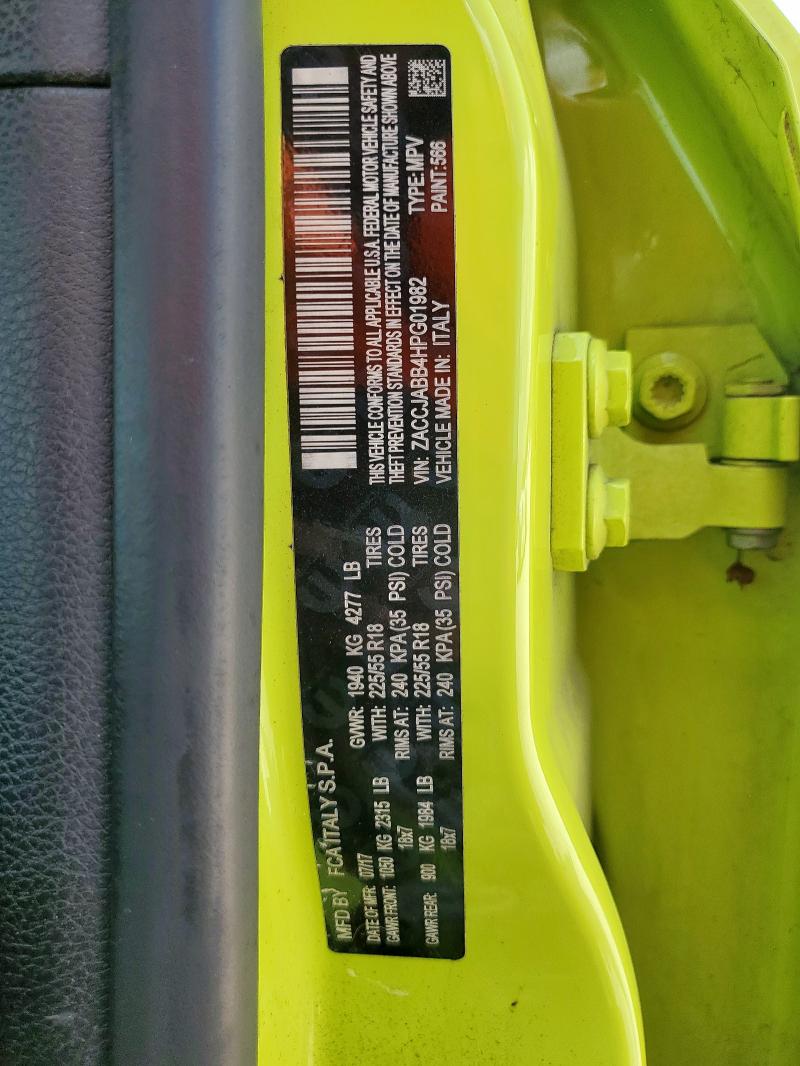 MFD BY FCA ITALY S.P.A.
DATE OF MFR: 07/17 GVWR: 1940 KG 4277 LB
GAWR FRONT: 1050 KG 2315 LB WITH: 225/55 R18 TIRES
18x7 RIMS AT: 240 KPA(35 PSI) COLD
GAWR REAR: 900 KG 1984 LB WITH: 225/55 R18 TIRES
18x7 RIMS AT: 240 KPA(35 PSI) COLD
THIS VEHICLE CONFORMS TO ALL APPLICABLE U.S.A. FEDERAL MOTOR VEHICLE SAFETY AND
THEFT PREVENTION STANDARDS IN EFFECT ON THE DATE OF MANUFACTURE SHOWN ABOVE
VIN: ZACCJABB4HPG01982 TYPE:MPV
VEHICLE MADE IN: ITALY PAINT:566